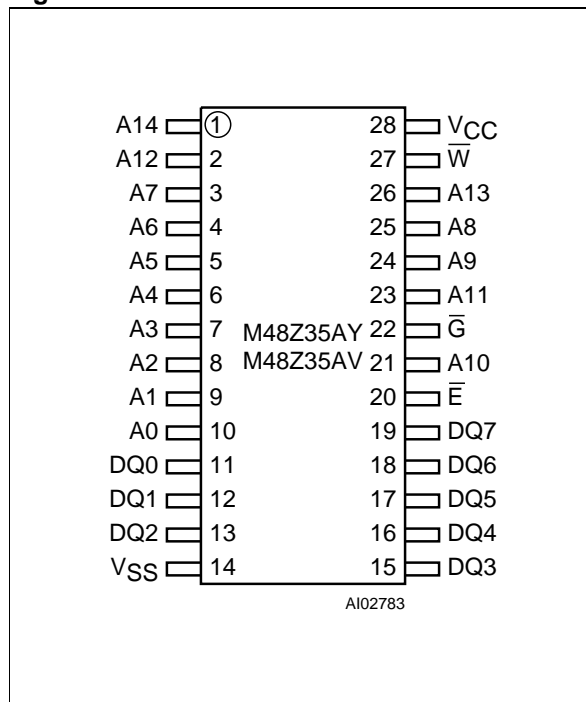 A14 1 28 VCC
A12 2 27 W̅
A7 3 26 A13
A6 4 25 A8
A5 5 24 A9
A4 6 23 A11
A3 7 M48Z35AY 22 G̅
A2 8 M48Z35AV 21 A10
A1 9 20 E̅
A0 10 19 DQ7
DQ0 11 18 DQ6
DQ1 12 17 DQ5
DQ2 13 16 DQ4
VSS 14 15 DQ3
AI02783